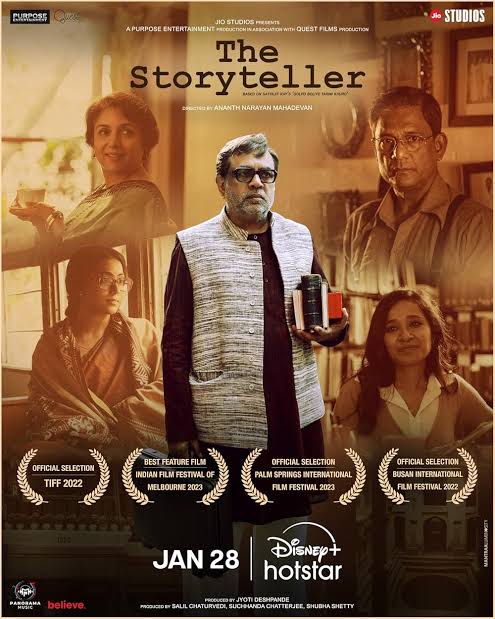 PURPOSE
ENTERTAINMENT
Quest
Jio STUDIOS
JIO STUDIOS PRESENTS
A PURPOSE ENTERTAINMENT PRODUCTION IN ASSOCIATION WITH QUEST FILMS PRODUCTION
The
Storyteller
BASED ON SATYAJIT RAY'S 'GOLPO BOLIYE TARINI KHURO'
DIRECTED BY ANANTH NARAYAN MAHADEVAN
OFFICIAL SELECTION
TIFF 2022
BEST FEATURE FILM
INDIAN FILM FESTIVAL OF
MELBOURNE 2023
OFFICIAL SELECTION
PALM SPRINGS INTERNATIONAL
FILM FESTIVAL 2023
OFFICIAL SELECTION
BUSAN INTERNATIONAL
FILM FESTIVAL 2022
JAN 28
Disney+
hotstar
PANORAMA
MUSIC
believe.
PRODUCED BY JYOTI DESHPANDE
PRODUCED BY SALIL CHATURVEDI, SUCHHANDA CHATTERJEE, SHUBHA SHETTY